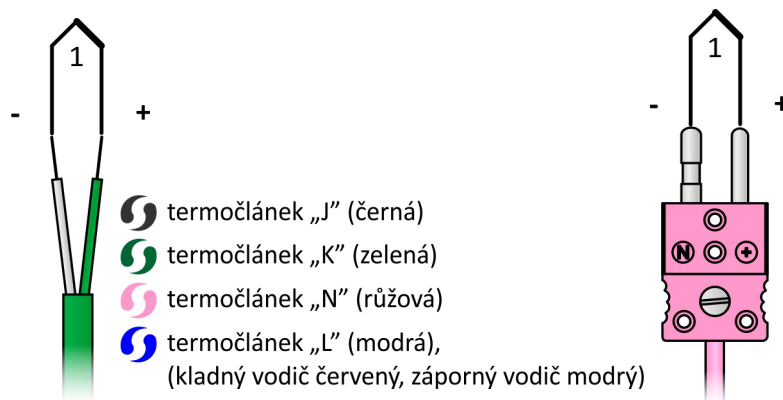 1
- +
termočlánek „J” (černá)
termočlánek „K” (zelená)
termočlánek „N” (růžová)
termočlánek „L” (modrá),
(kladný vodič červený, záporný vodič modrý)
1
- +
N +